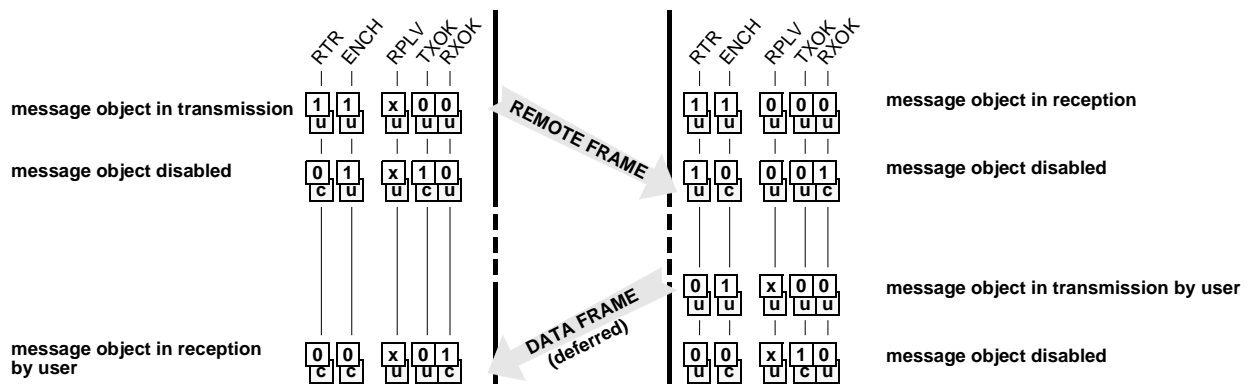 RTR ENCH RPLV TXOK RXOK
RTR ENCH RPLV TXOK RXOK
message object in transmission
1 1 x 0 0
u u u u u
REMOTE FRAME
1 1 0 0 0
u u u u u
message object in reception
message object disabled
0 1 x 1 0
c u u c u
1 0 0 0 1
u c u u c
message object disabled
0 1 x 0 0
u u u u u
message object in transmission by user
DATA FRAME
(deferred)
message object in reception
by user
0 0 x 0 1
c c u u c
0 0 x 1 0
u c u c u
message object disabled